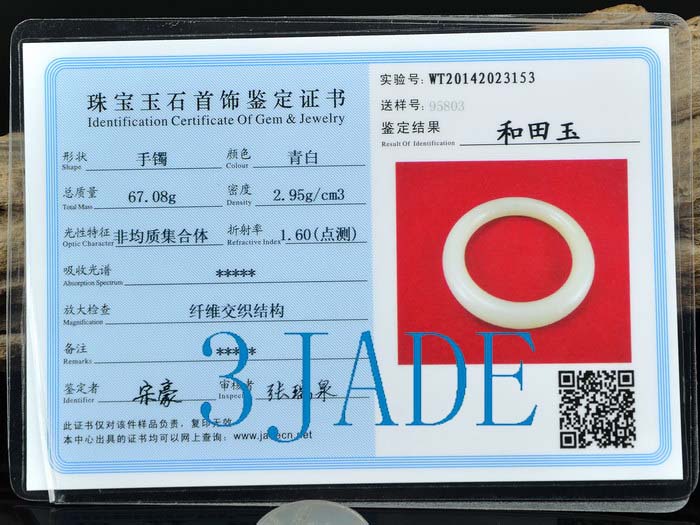 珠宝玉石首饰鉴定证书
Identification Certificate Of Gem & Jewelry
形状 手镯 颜色 青白
Shape Colour
总质量 67.08g 密度 2.95g/cm3
Total Mass Density
光性特征 非均质集合体 折射率 1.60(点测)
Optic Character Refractive Index
吸收光谱 *****
Absorption Spectrum
放大检查 纤维交织结构
Magnification
备注 *****
Remarks
鉴定者 宋豪 审核者 张瑞泉
Identifier
此证书仅对该件样品负责，复印无效。
本中心出具的证书均可以网上查询：
实验号: WT20142023153
送样号: 95803
鉴定结果 和田玉
Result Of Identification
3 JADE